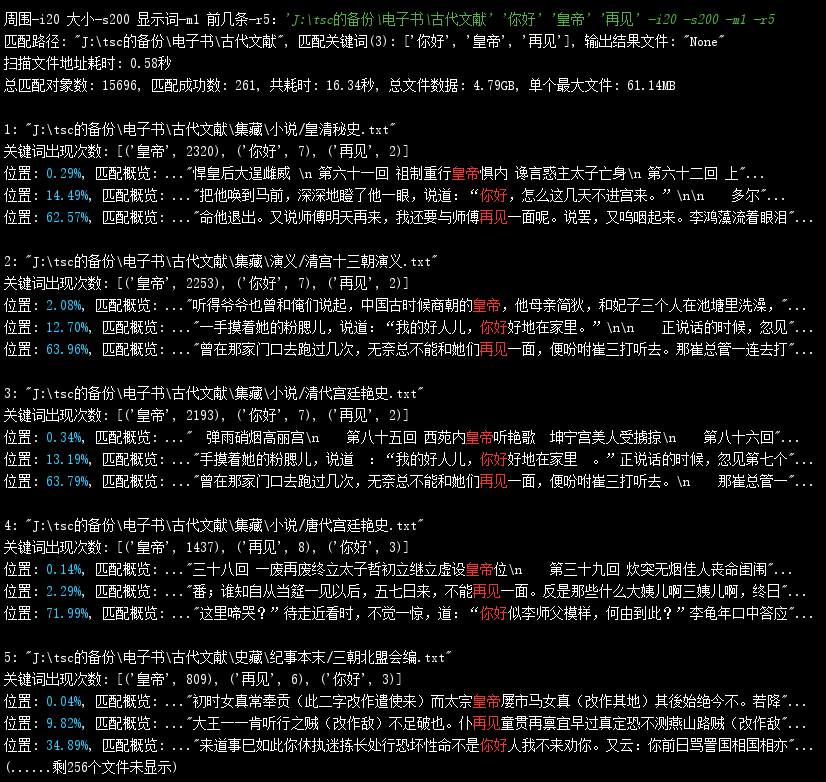 周围-i20 大小-s200 显示词-m1 前几条-r5: 'J:\tsc的备份\电子书\古代文献' '你好' '皇帝' '再见' -i20 -s200 -m1 -r5
匹配路径: "J:\tsc的备份\电子书\古代文献", 匹配关键词(3): ['你好', '皇帝', '再见'], 输出结果文件: "None"
扫描文件地址耗时: 0.58秒
总匹配对象数: 15696, 匹配成功数: 261, 共耗时: 16.34秒, 总文件数据: 4.79GB, 单个最大文件: 61.14MB
1: "J:\tsc的备份\电子书\古代文献\集藏\小说/皇清秘史.txt"
关键词出现次数: [('皇帝', 2320), ('你好', 7), ('再见', 2)]
位置: 0.29%, 匹配概览: ..."悍皇后大逞雌威 \n 第六十一回 祖制重行皇帝惧内 谗言惑主太子亡身\n 第六十二回 上"...
位置: 14.49%, 匹配概览: ..."把他唤到马前，深深地瞪了他一眼，说道：“你好，怎么这几天不进宫来。”\n\n　　多尔"...
位置: 62.57%, 匹配概览: ..."命他退出。又说师傅明天再来，我还要与师傅再见一面呢。说罢，又呜咽起来。李鸿藻流着眼泪"...
2: "J:\tsc的备份\电子书\古代文献\集藏\演义/清宫十三朝演义.txt"
关键词出现次数: [('皇帝', 2253), ('你好', 7), ('再见', 2)]
位置: 2.08%, 匹配概览: ..."听得爷爷也曾和俺们说起，中国古时候商朝的皇帝，他母亲简狄，和妃子三个人在池塘里洗澡，"...
位置: 12.70%, 匹配概览: ..."一手摸着她的粉腮儿，说道：“我的好人儿，你好好地在家里。”\n\n　　正说话的时候，忽见"...
位置: 63.96%, 匹配概览: ..."曾在那家门口去跑过几次，无奈总不能和她们再见一面，便吩咐崔三打听去。那崔总管一连去打"...
3: "J:\tsc的备份\电子书\古代文献\集藏\小说/清代宫廷艳史.txt"
关键词出现次数: [('皇帝', 2193), ('你好', 7), ('再见', 2)]
位置: 0.34%, 匹配概览: ..."　弹雨硝烟高丽宫\n　　第八十五回 西苑内皇帝听艳歌　坤宁宫美人受掳掠\n　　第八十六回"...
位置: 13.19%, 匹配概览: ..."手摸着她的粉腮儿，说道　：“我的好人儿，你好好地在家里　。”正说话的时候，忽见第七个"...
位置: 63.79%, 匹配概览: ..."曾在那家门口去跑过几次，无奈总不能和她们再见一面，便吩咐崔三打听去。\n　　那崔总管一"...
4: "J:\tsc的备份\电子书\古代文献\集藏\小说/唐代宫廷艳史.txt"
关键词出现次数: [('皇帝', 1437), ('再见', 8), ('你好', 3)]
位置: 0.14%, 匹配概览: ..."三十八回 一废再废终立太子哲初立继立虚设皇帝位\n　　第三十九回 炊突无烟佳人丧命闺闱"...
位置: 2.29%, 匹配概览: ..."番；谁知自从当筵一见以后，五七日来，不能再见一面。反是那些什么大姨儿啊三姨儿啊，终日"...
位置: 71.99%, 匹配概览: ..."这里啼哭？”待走近看时，不觉一惊，道：“你好似李师父模样，何由到此？”李龟年口中答应"...
5: "J:\tsc的备份\电子书\古代文献\史藏\纪事本末/三朝北盟会编.txt"
关键词出现次数: [('皇帝', 809), ('再见', 6), ('你好', 3)]
位置: 0.04%, 匹配概览: ..."初时女真常奉贡（此二字改作遣使来）而太宗皇帝屡市马女真（改作其地）其後始绝今不。若降"...
位置: 9.82%, 匹配概览: ..."大王一一肯听行之贼（改作敌）不足破也。仆再见童贯再禀宜早过真定恐不测燕山路贼（改作敌"...
位置: 34.89%, 匹配概览: ..."来道事巳如此你休执迷拣长处行恐坏性命不是你好人我不来劝你。又云：你前日骂詈国相国相亦"...
(......剩256个文件未显示)